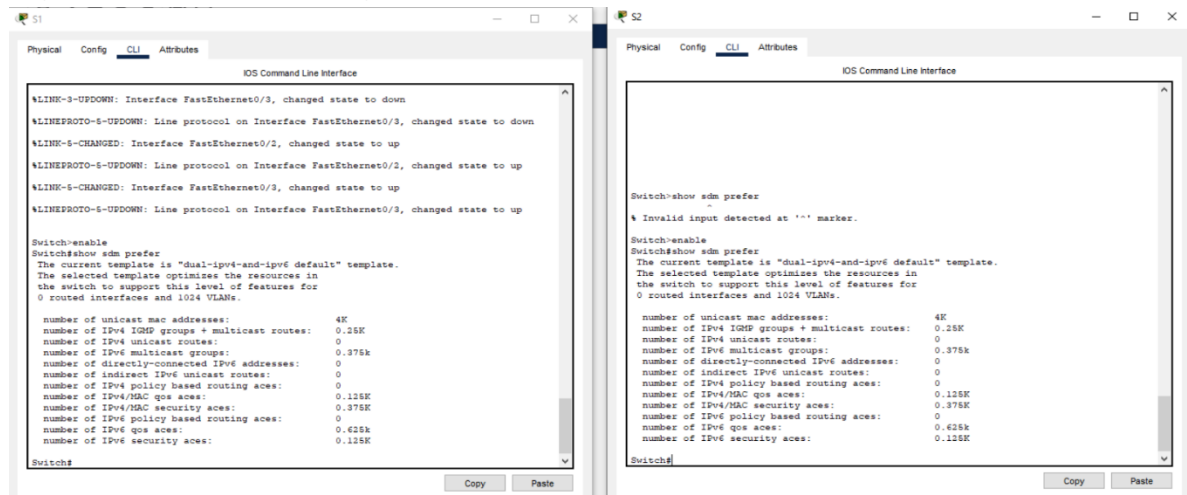 S1
Physical Config CLI Attributes
IOS Command Line Interface
%LINK-3-UPDOWN: Interface FastEthernet0/3, changed state to down
%LINEPROTO-5-UPDOWN: Line protocol on Interface FastEthernet0/3, changed state to down
%LINK-5-CHANGED: Interface FastEthernet0/2, changed state to up
%LINEPROTO-5-UPDOWN: Line protocol on Interface FastEthernet0/2, changed state to up
%LINK-5-CHANGED: Interface FastEthernet0/3, changed state to up
%LINEPROTO-5-UPDOWN: Line protocol on Interface FastEthernet0/3, changed state to up
Switch>enable
Switch#show sdm prefer
The current template is "dual-ipv4-and-ipv6 default" template.
The selected template optimizes the resources in
the switch to support this level of features for
0 routed interfaces and 1024 VLANs.
number of unicast mac addresses: 4K
number of IPv4 IGMP groups + multicast routes: 0.25K
number of IPv4 unicast routes: 0
number of IPv6 multicast groups: 0.375k
number of directly-connected IPv6 addresses: 0
number of indirect IPv6 unicast routes: 0
number of IPv4 policy based routing aces: 0
number of IPv4/MAC qos aces: 0.125K
number of IPv4/MAC security aces: 0.375K
number of IPv6 policy based routing aces: 0
number of IPv6 qos aces: 0.625k
number of IPv6 security aces: 0.125K
Switch#
Copy Paste
S2
Physical Config CLI Attributes
IOS Command Line Interface
Switch>show sdm prefer
^
% Invalid input detected at '^' marker.
Switch>enable
Switch#show sdm prefer
The current template is "dual-ipv4-and-ipv6 default" template.
The selected template optimizes the resources in
the switch to support this level of features for
0 routed interfaces and 1024 VLANs.
number of unicast mac addresses: 4K
number of IPv4 IGMP groups + multicast routes: 0.25K
number of IPv4 unicast routes: 0
number of IPv6 multicast groups: 0.375k
number of directly-connected IPv6 addresses: 0
number of indirect IPv6 unicast routes: 0
number of IPv4 policy based routing aces: 0
number of IPv4/MAC qos aces: 0.125K
number of IPv4/MAC security aces: 0.375K
number of IPv6 policy based routing aces: 0
number of IPv6 qos aces: 0.625k
number of IPv6 security aces: 0.125K
Switch#
Copy Paste